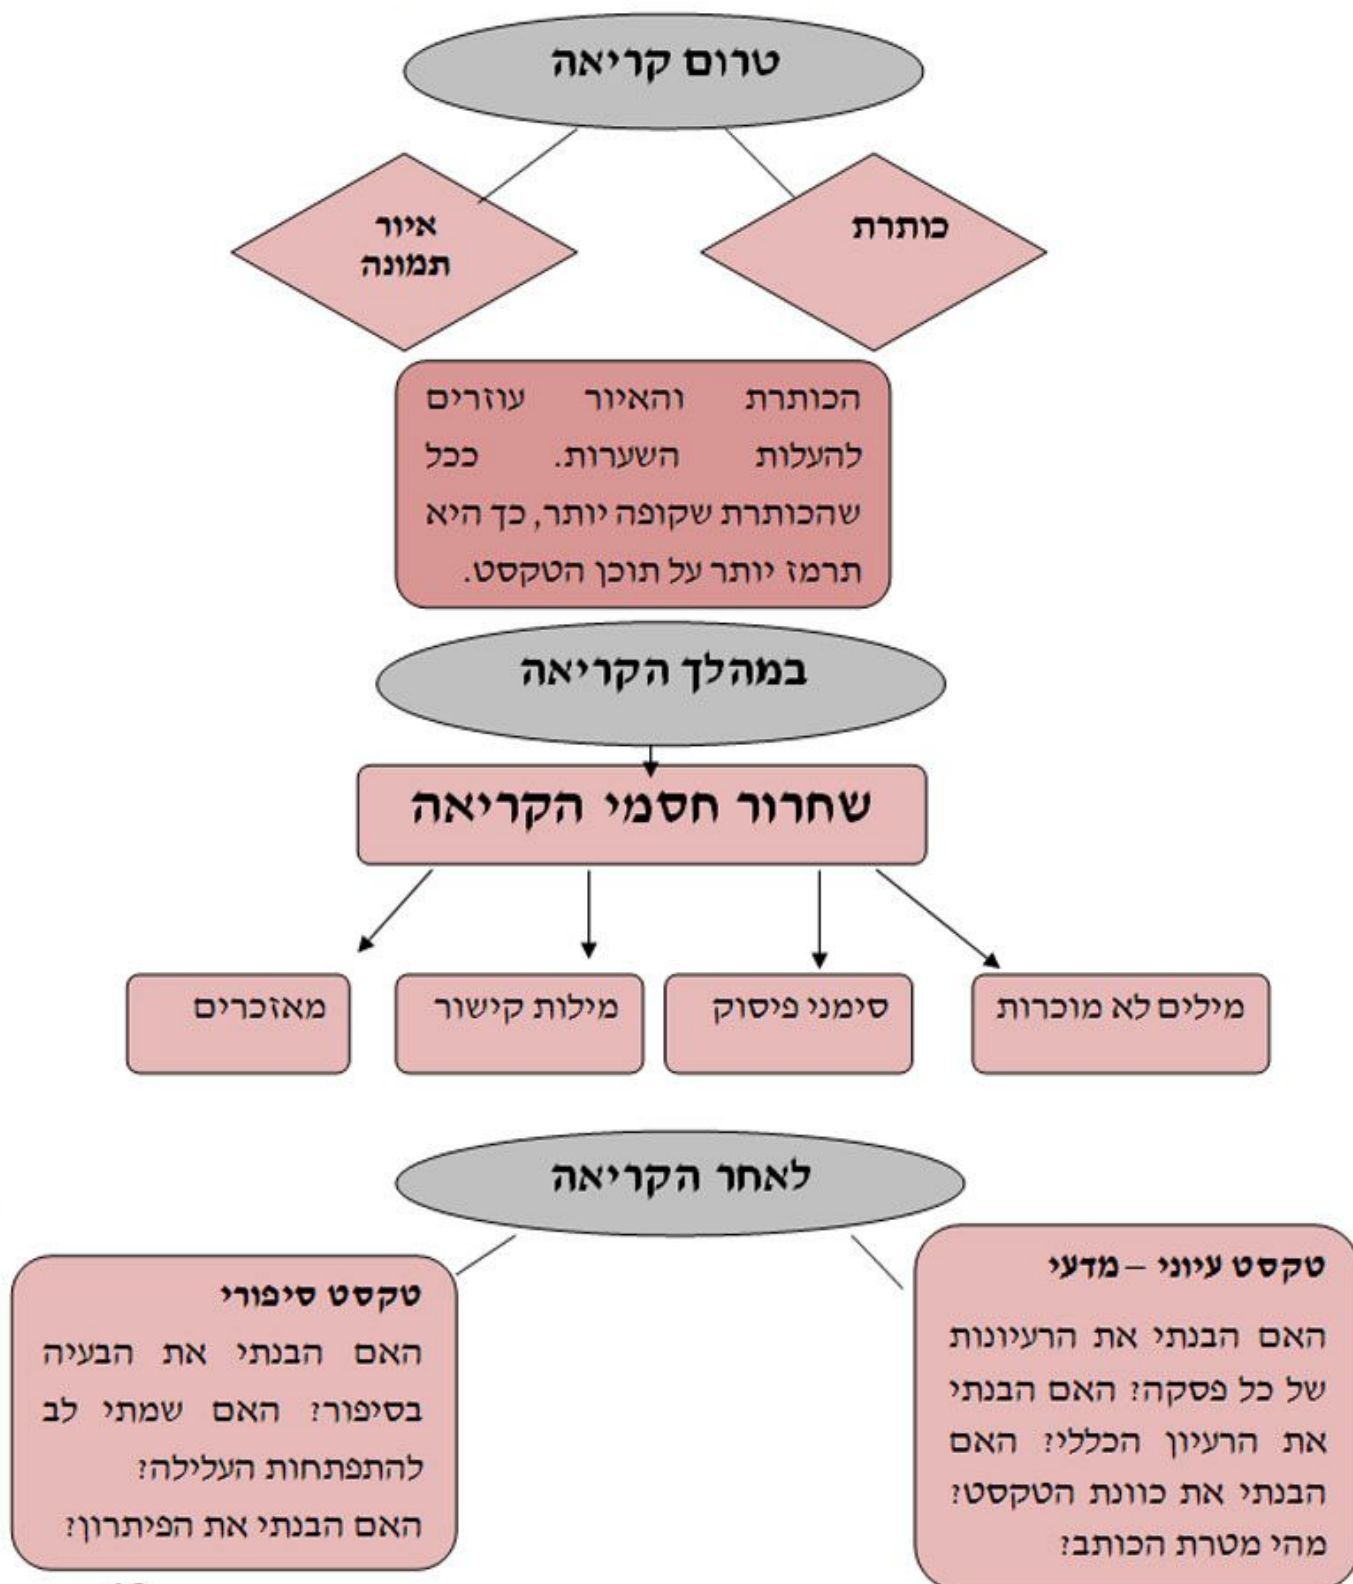 טרום קריאה
כותרת
איור
תמונה
הכותרת והאיור עוזרים
להעלות השערות. ככל
שהכותרת שקופה יותר, כך היא
תרמז יותר על תוכן הטקסט.
במהלך הקריאה
שחרור חסמי הקריאה
מילים לא מוכרות
סימני פיסוק
מילות קישור
מאזכרים
לאחר הקריאה
טקסט עיוני – מדעי
האם הבנתי את הרעיונות
של כל פסקה? האם הבנתי
את הרעיון הכללי? האם
הבנתי את כוונת הטקסט?
מהי מטרת הכותב?
טקסט סיפורי
האם הבנתי את הבעיה
בסיפור? האם שמתי לב
להתפתחות העלילה?
האם הבנתי את הפיתרון?